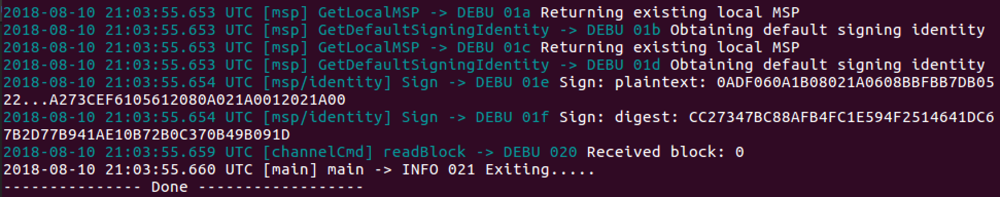 2018-08-10 21:03:55.653 UTC [msp] GetLocalMSP -> DEBU 01a Returning existing local MSP
2018-08-10 21:03:55.653 UTC [msp] GetDefaultSigningIdentity -> DEBU 01b Obtaining default signing identity
2018-08-10 21:03:55.653 UTC [msp] GetLocalMSP -> DEBU 01c Returning existing local MSP
2018-08-10 21:03:55.653 UTC [msp] GetDefaultSigningIdentity -> DEBU 01d Obtaining default signing identity
2018-08-10 21:03:55.654 UTC [msp/identity] Sign -> DEBU 01e Sign: plaintext: 0ADF060A1B08021A0608BBFBB7DB05
22...A273CEF6105612080A021A0012021A00
2018-08-10 21:03:55.654 UTC [msp/identity] Sign -> DEBU 01f Sign: digest: CC27347BC88AFB4FC1E594F2514641DC6
7B2D77B941AE10B72B0C370B49B091D
2018-08-10 21:03:55.659 UTC [channelCmd] readBlock -> DEBU 020 Received block: 0
2018-08-10 21:03:55.660 UTC [main] main -> INFO 021 Exiting.....
--------------- Done ------------------